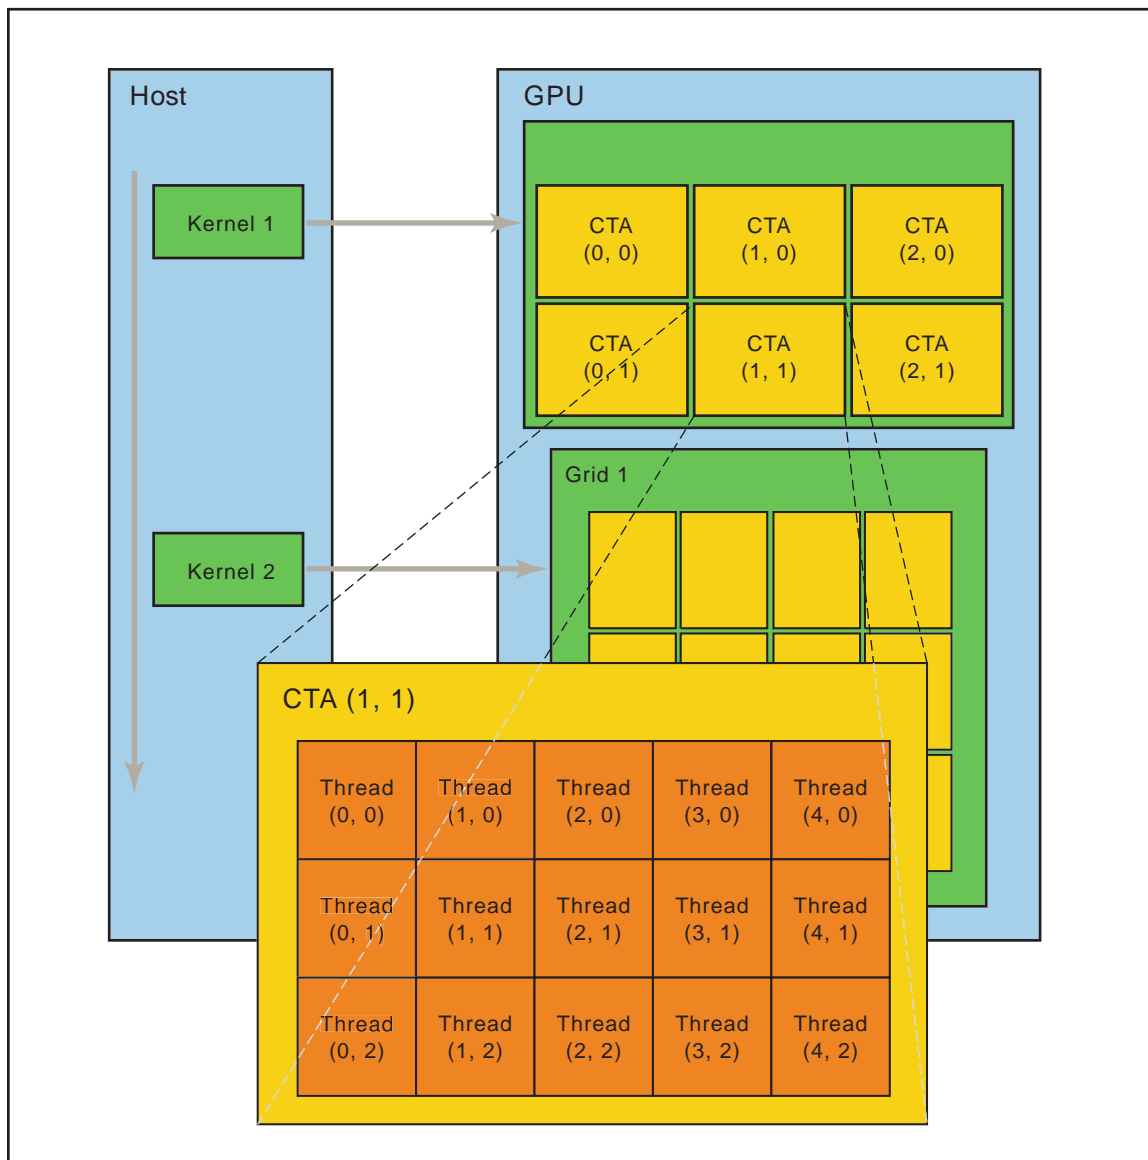 Host
GPU
Kernel 1
CTA
(0, 0)
CTA
(1, 0)
CTA
(2, 0)
CTA
(0, 1)
CTA
(1, 1)
CTA
(2, 1)
Grid 1
Kernel 2
CTA (1, 1)
Thread
(0, 0)
Thread
(1, 0)
Thread
(2, 0)
Thread
(3, 0)
Thread
(4, 0)
Thread
(0, 1)
Thread
(1, 1)
Thread
(2, 1)
Thread
(3, 1)
Thread
(4, 1)
Thread
(0, 2)
Thread
(1, 2)
Thread
(2, 2)
Thread
(3, 2)
Thread
(4, 2)